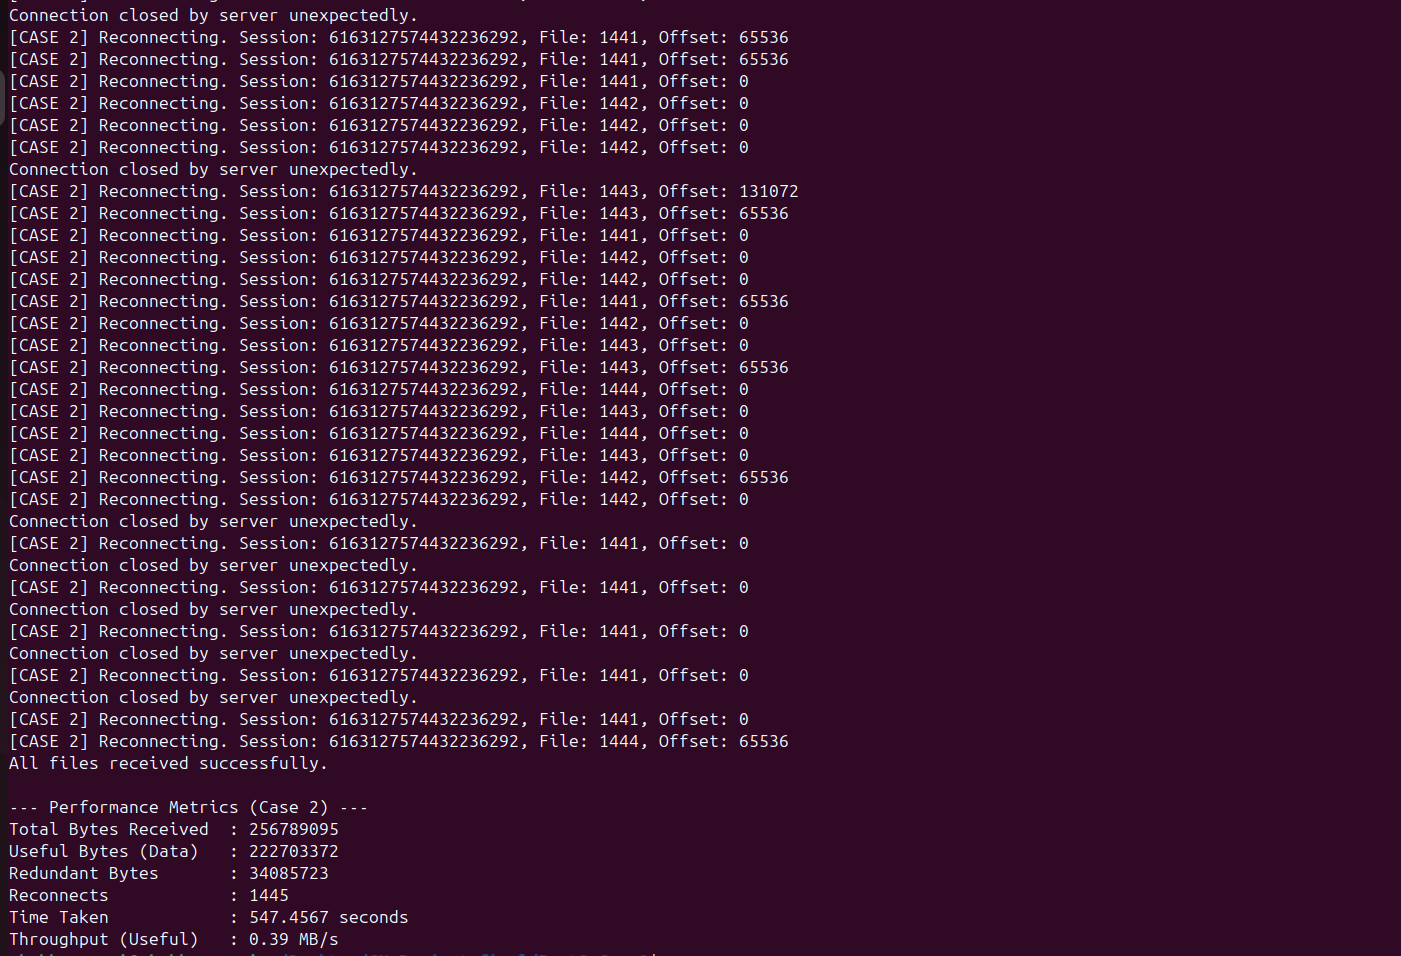 Connection closed by server unexpectedly.
[CASE 2] Reconnecting. Session: 6163127574432236292, File: 1441, Offset: 65536
[CASE 2] Reconnecting. Session: 6163127574432236292, File: 1441, Offset: 65536
[CASE 2] Reconnecting. Session: 6163127574432236292, File: 1441, Offset: 0
[CASE 2] Reconnecting. Session: 6163127574432236292, File: 1442, Offset: 0
[CASE 2] Reconnecting. Session: 6163127574432236292, File: 1442, Offset: 0
[CASE 2] Reconnecting. Session: 6163127574432236292, File: 1442, Offset: 0
Connection closed by server unexpectedly.
[CASE 2] Reconnecting. Session: 6163127574432236292, File: 1443, Offset: 131072
[CASE 2] Reconnecting. Session: 6163127574432236292, File: 1443, Offset: 65536
[CASE 2] Reconnecting. Session: 6163127574432236292, File: 1441, Offset: 0
[CASE 2] Reconnecting. Session: 6163127574432236292, File: 1442, Offset: 0
[CASE 2] Reconnecting. Session: 6163127574432236292, File: 1442, Offset: 0
[CASE 2] Reconnecting. Session: 6163127574432236292, File: 1441, Offset: 65536
[CASE 2] Reconnecting. Session: 6163127574432236292, File: 1442, Offset: 0
[CASE 2] Reconnecting. Session: 6163127574432236292, File: 1443, Offset: 0
[CASE 2] Reconnecting. Session: 6163127574432236292, File: 1443, Offset: 65536
[CASE 2] Reconnecting. Session: 6163127574432236292, File: 1444, Offset: 0
[CASE 2] Reconnecting. Session: 6163127574432236292, File: 1443, Offset: 0
[CASE 2] Reconnecting. Session: 6163127574432236292, File: 1444, Offset: 0
[CASE 2] Reconnecting. Session: 6163127574432236292, File: 1443, Offset: 0
[CASE 2] Reconnecting. Session: 6163127574432236292, File: 1442, Offset: 65536
[CASE 2] Reconnecting. Session: 6163127574432236292, File: 1442, Offset: 0
Connection closed by server unexpectedly.
[CASE 2] Reconnecting. Session: 6163127574432236292, File: 1441, Offset: 0
Connection closed by server unexpectedly.
[CASE 2] Reconnecting. Session: 6163127574432236292, File: 1441, Offset: 0
Connection closed by server unexpectedly.
[CASE 2] Reconnecting. Session: 6163127574432236292, File: 1441, Offset: 0
Connection closed by server unexpectedly.
[CASE 2] Reconnecting. Session: 6163127574432236292, File: 1441, Offset: 0
Connection closed by server unexpectedly.
[CASE 2] Reconnecting. Session: 6163127574432236292, File: 1441, Offset: 0
[CASE 2] Reconnecting. Session: 6163127574432236292, File: 1444, Offset: 65536
All files received successfully.
--- Performance Metrics (Case 2) ---
Total Bytes Received : 256789095
Useful Bytes (Data) : 222703372
Redundant Bytes : 34085723
Reconnects : 1445
Time Taken : 547.4567 seconds
Throughput (Useful) : 0.39 MB/s